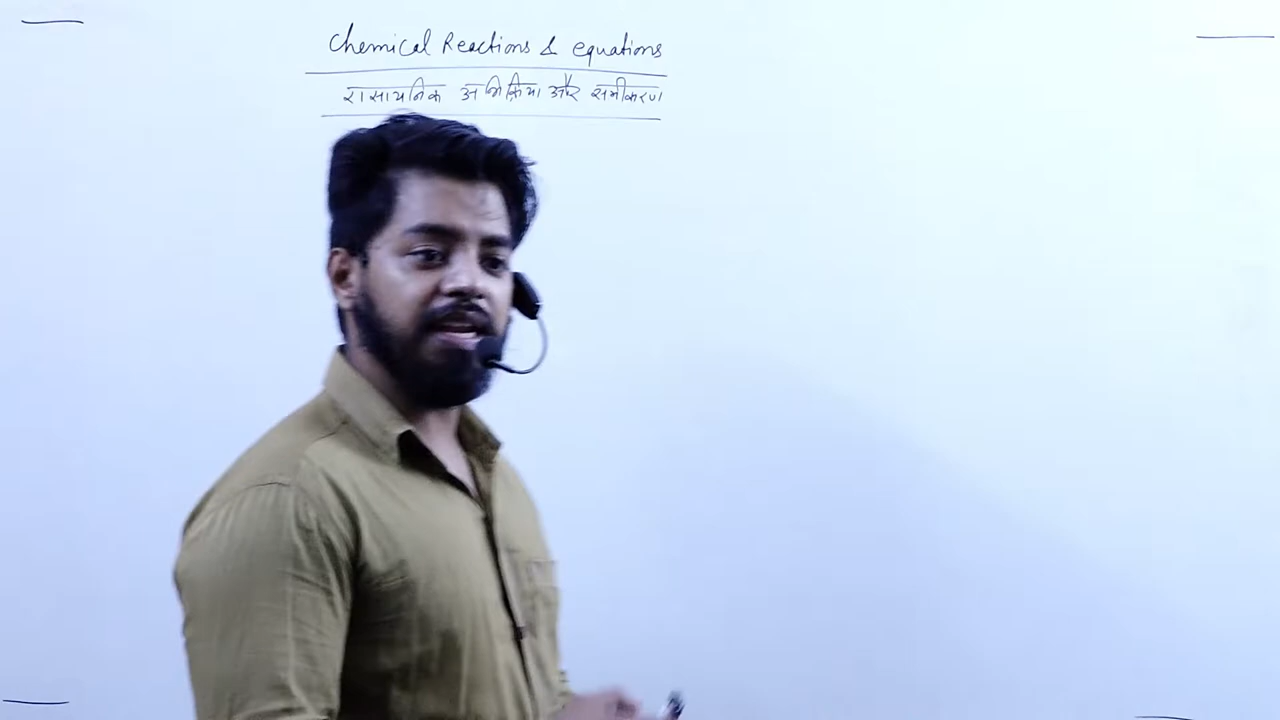 Chemical Reactions & equations
रासायनिक अभिक्रिया और समीकरण